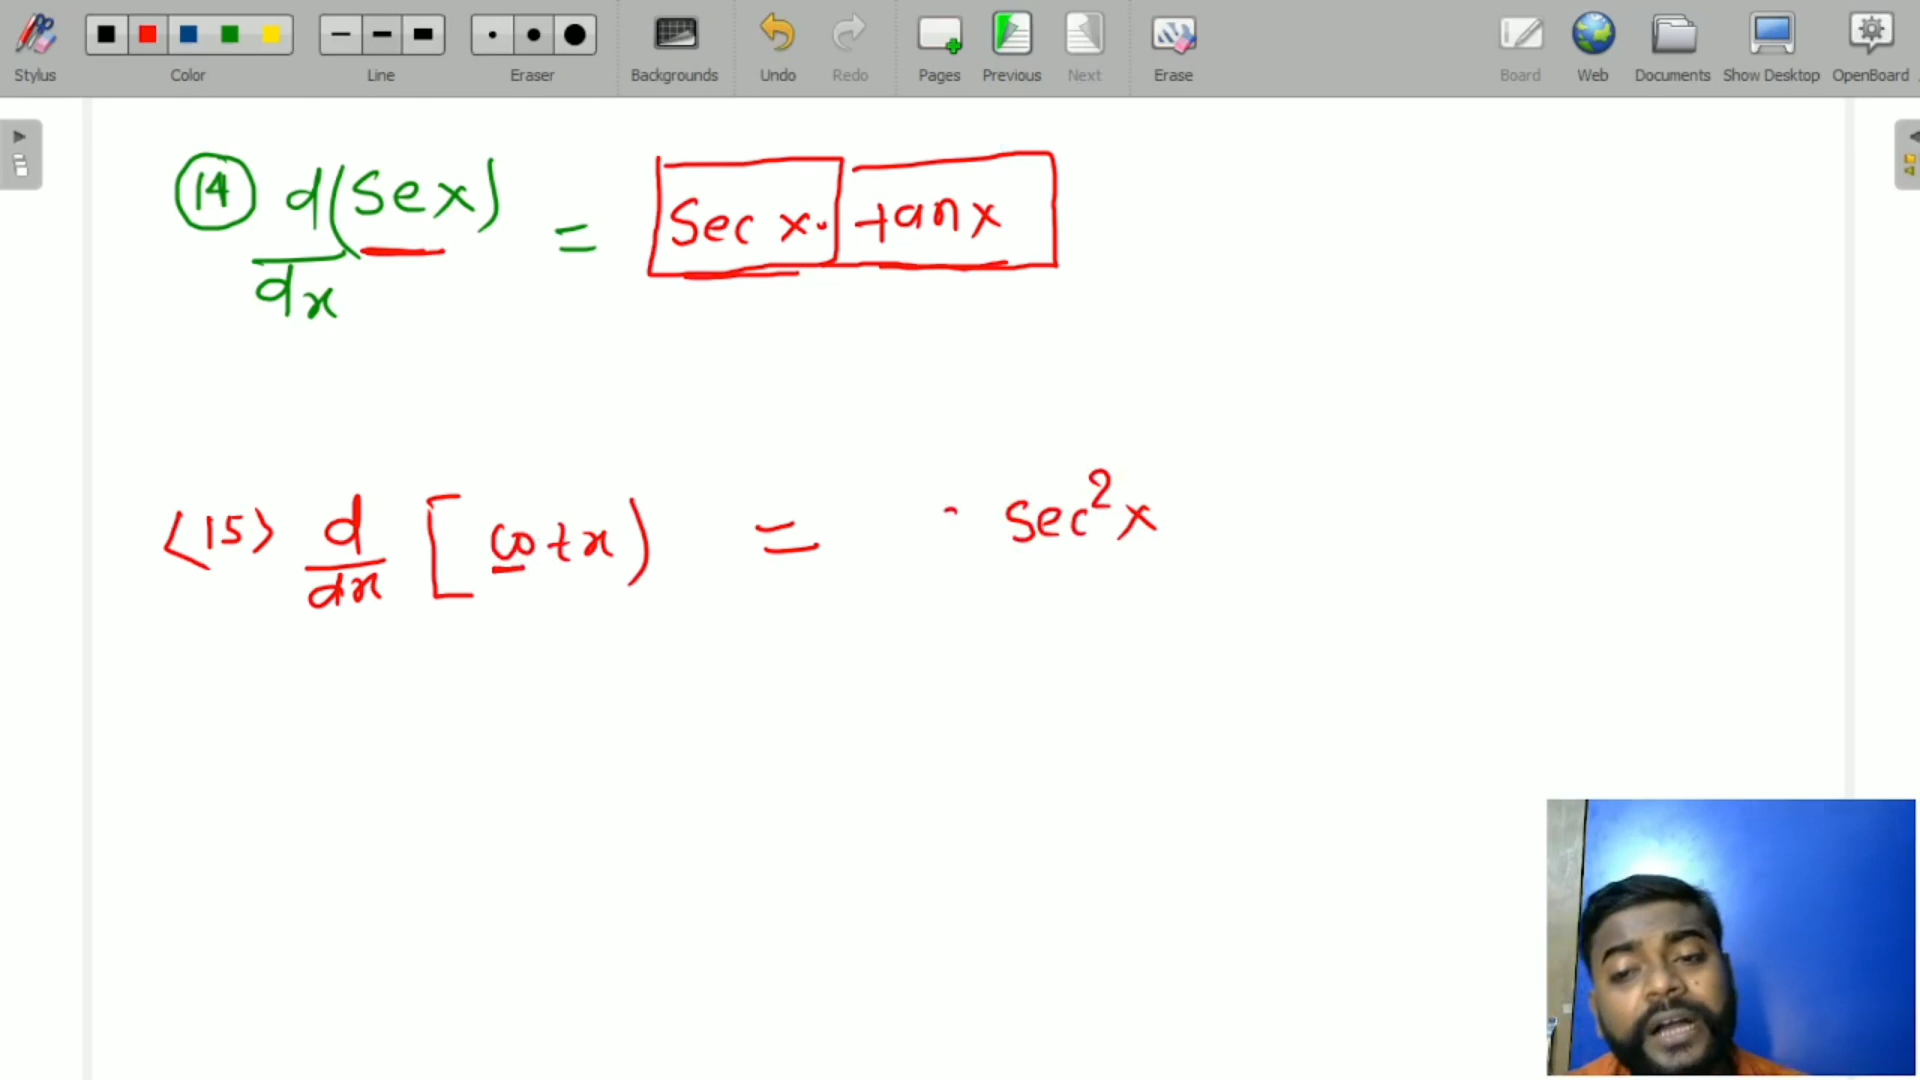 Stylus Color Line Eraser Backgrounds Undo Redo Pages Previous Next Erase Board Web Documents Show Desktop OpenBoard
14 d(Sex)/dx = Sec x. tan x
<15> d/dx [cotx) = - sec²x